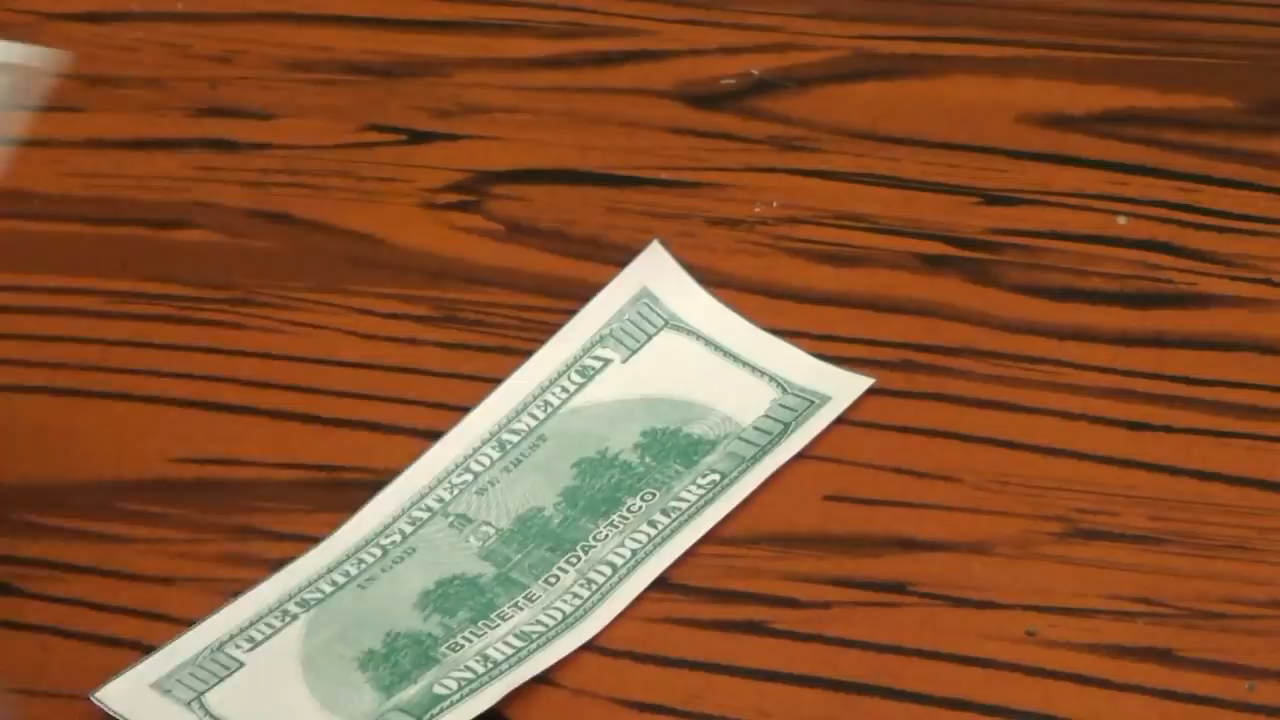 100
THE UNITED STATES OF AMERICA
IN GOD WE TRUST
BILLETE DIDACTICO
ONE HUNDRED DOLLARS
100
100